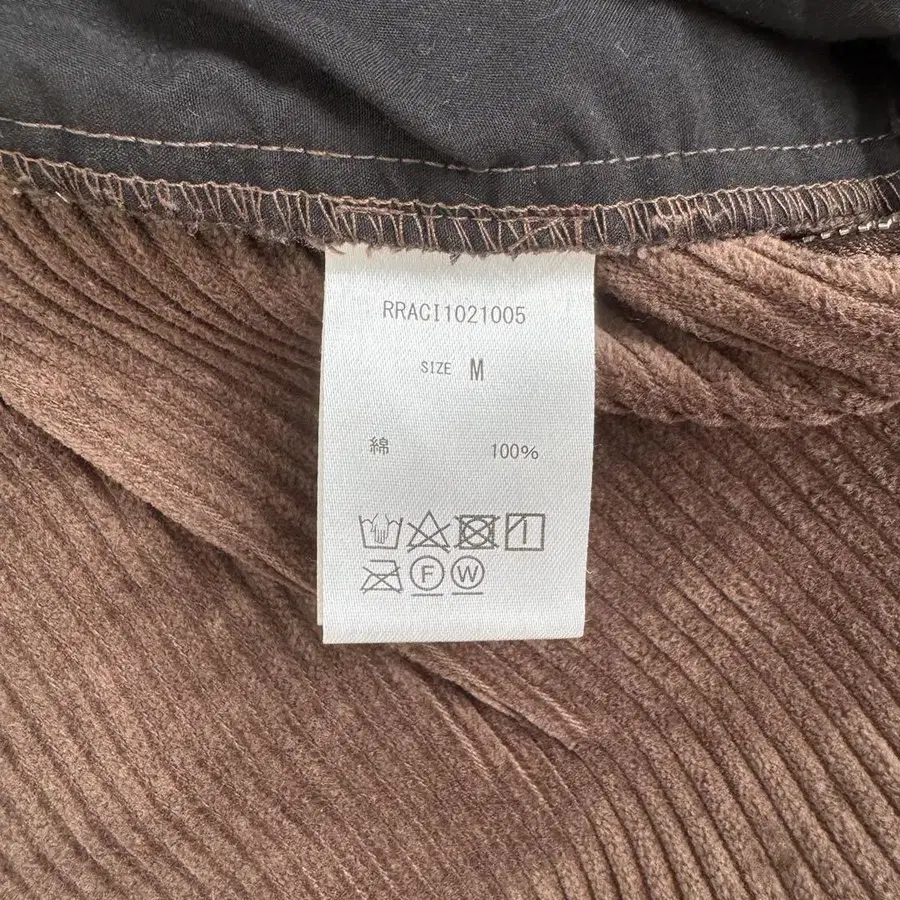 RRACI1021005
SIZE M
綿 100%
F W